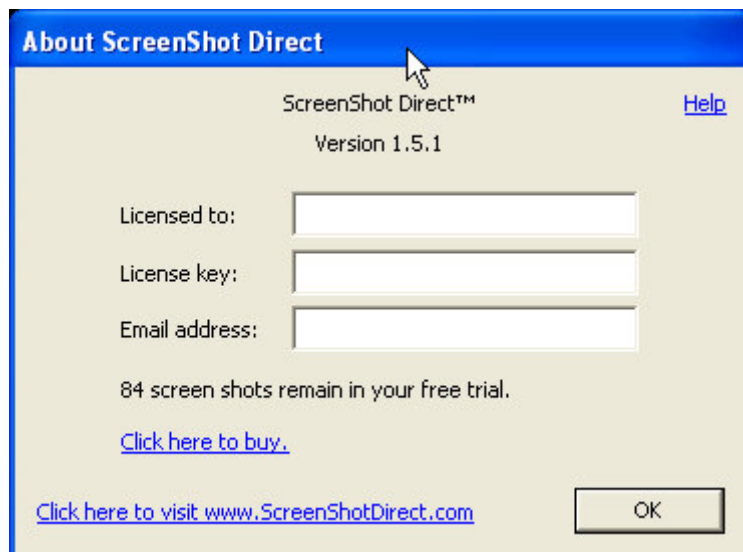 About ScreenShot Direct
ScreenShot Direct™
Help
Version 1.5.1
Licensed to:
License key:
Email address:
84 screen shots remain in your free trial.
Click here to buy.
Click here to visit www.ScreenShotDirect.com
OK